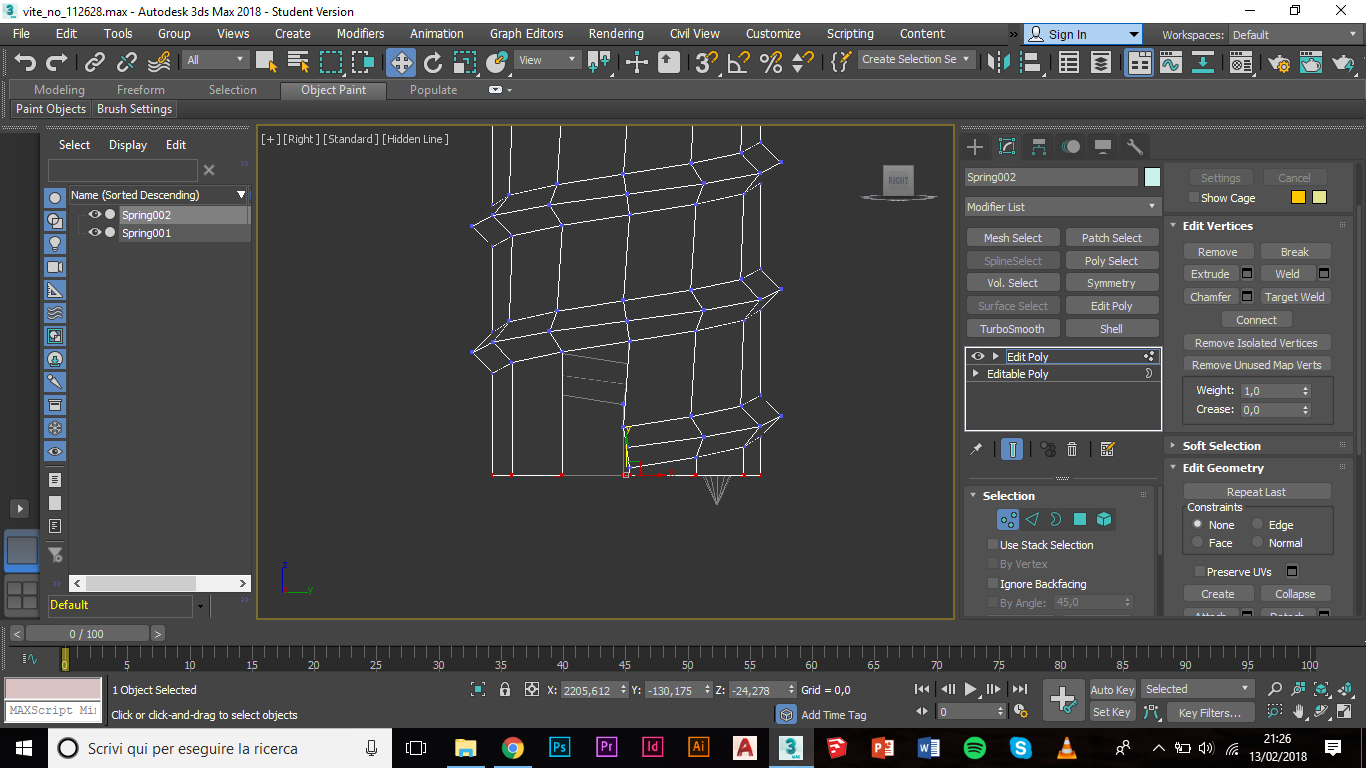 vite_no_112628.max - Autodesk 3ds Max 2018 - Student Version
File Edit Tools Group Views Create Modifiers Animation Graph Editors Rendering Civil View Customize Scripting Content » Sign In Workspaces: Default
All View 3 Create Selection Se
Modeling Freeform Selection Object Paint Populate
Paint Objects Brush Settings
Select Display Edit
Name (Sorted Descending)
Spring002
Spring001
Default
[+] [Right] [Standard] [Hidden Line]
RIGHT
y
z
y
Spring002
Modifier List
Mesh Select Patch Select
SplineSelect Poly Select
Vol. Select Symmetry
Surface Select Edit Poly
TurboSmooth Shell
Edit Poly
Editable Poly
Selection
Use Stack Selection
By Vertex
Ignore Backfacing
By Angle: 45,0
Settings Cancel
Show Cage
Edit Vertices
Remove Break
Extrude Weld
Chamfer Target Weld
Connect
Remove Isolated Vertices
Remove Unused Map Verts
Weight: 1,0
Crease: 0,0
Soft Selection
Edit Geometry
Repeat Last
Constraints
None Edge
Face Normal
Preserve UVs
Create Collapse
Attach Detach
< 0 / 100 >
0 5 10 15 20 25 30 35 40 45 50 55 60 65 70 75 80 85 90 95 100
1 Object Selected X: 2205,612 Y: -130,175 Z: -24,278 Grid = 0,0 Auto Key Selected
MAXScript Mi Click or click-and-drag to select objects Add Time Tag 0 Set Key Key Filters...
Scrivi qui per eseguire la ricerca Ps Pr Id Ai A 3 MAX P W S 21:26
13/02/2018